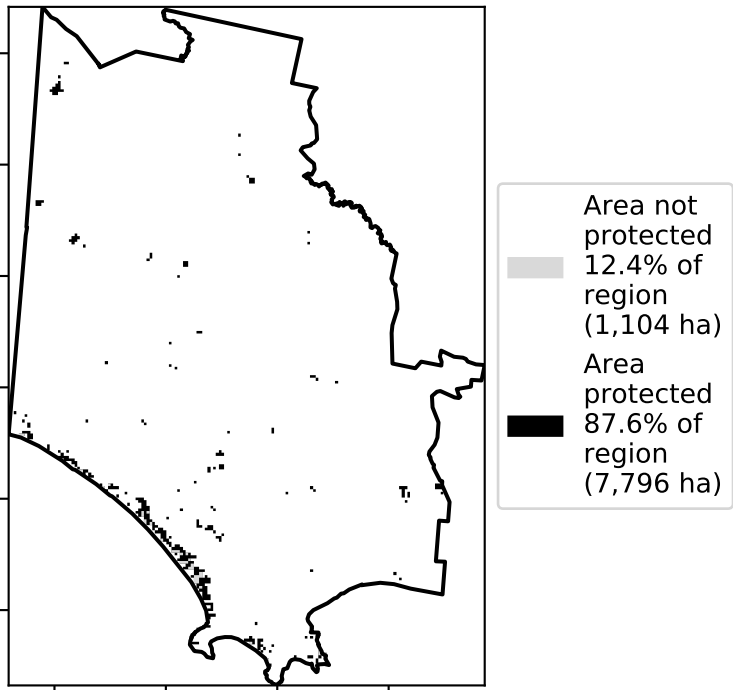 Area not
protected
12.4% of
region
(1,104 ha)
Area
protected
87.6% of
region
(7,796 ha)